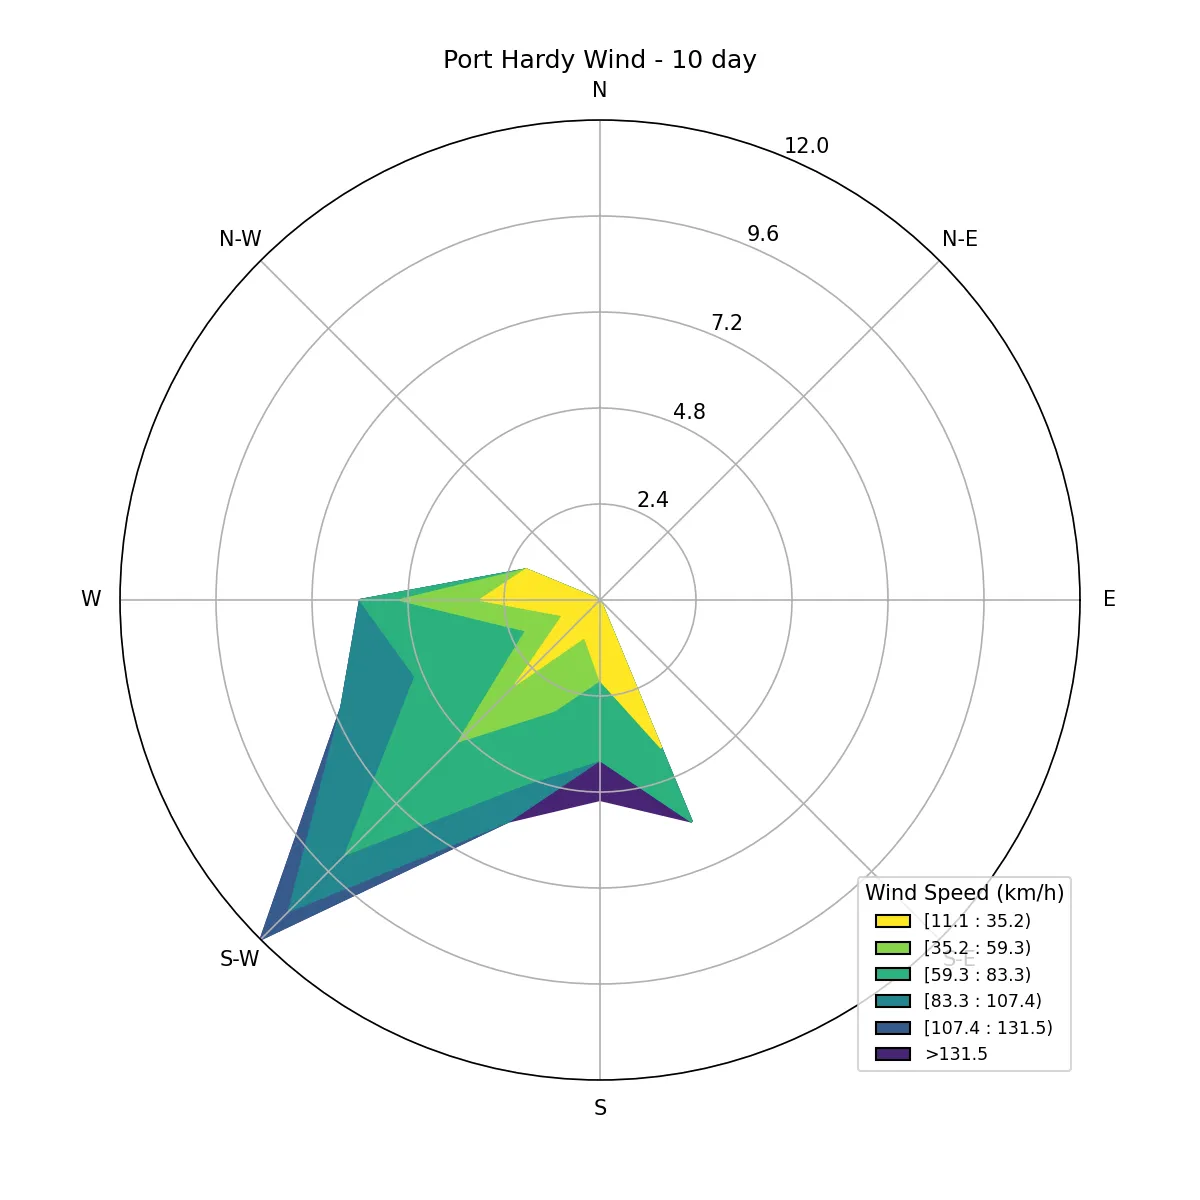 Port Hardy Wind - 10 day
N
12.0
N-W
N-E
9.6
7.2
4.8
2.4
W
E
Wind Speed (km/h)
[11.1 : 35.2)
[35.2 : 59.3)
S-W
S-E
[59.3 : 83.3)
[83.3 : 107.4)
[107.4 : 131.5)
>131.5
S